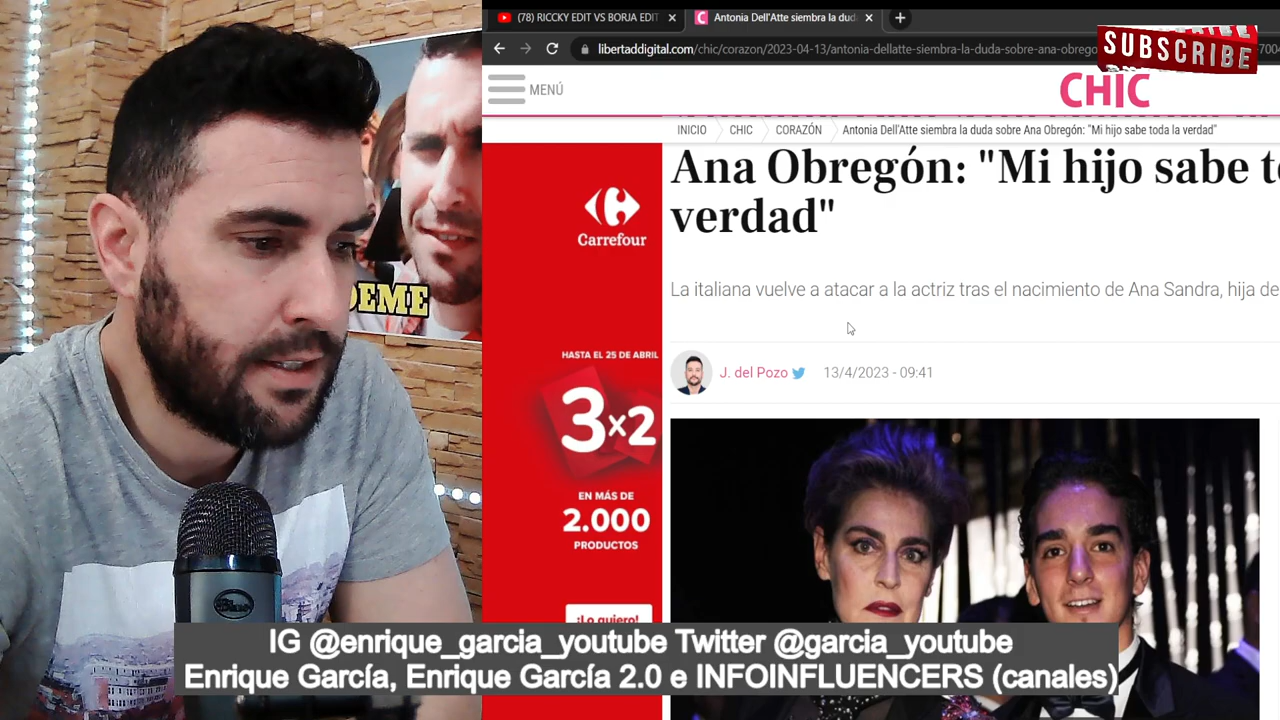 (78) RICCKY EDIT VS BORJA EDIT
Antonia Dell'Atte siembra la dud
libertaddigital.com/chic/corazon/2023-04-13/antonia-dellatte-siembra-la-duda-sobre-ana-obrego
SUBSCRIBE
MENÚ
CHIC
INICIO
CHIC
CORAZÓN
Antonia Dell'Atte siembra la duda sobre Ana Obregón: "Mi hijo sabe toda la verdad"
Ana Obregón: "Mi hijo sabe to
verdad"
Carrefour
La italiana vuelve a atacar a la actriz tras el nacimiento de Ana Sandra, hija de
DEME
HASTA EL 25 DE ABRIL
J. del Pozo
13/4/2023 - 09:41
3x2
EN MÁS DE
2.000
PRODUCTOS
¡Lo quiero!
IG @enrique_garcia_youtube Twitter @garcia_youtube
Enrique García, Enrique García 2.0 e INFOINFLUENCERS (canales)